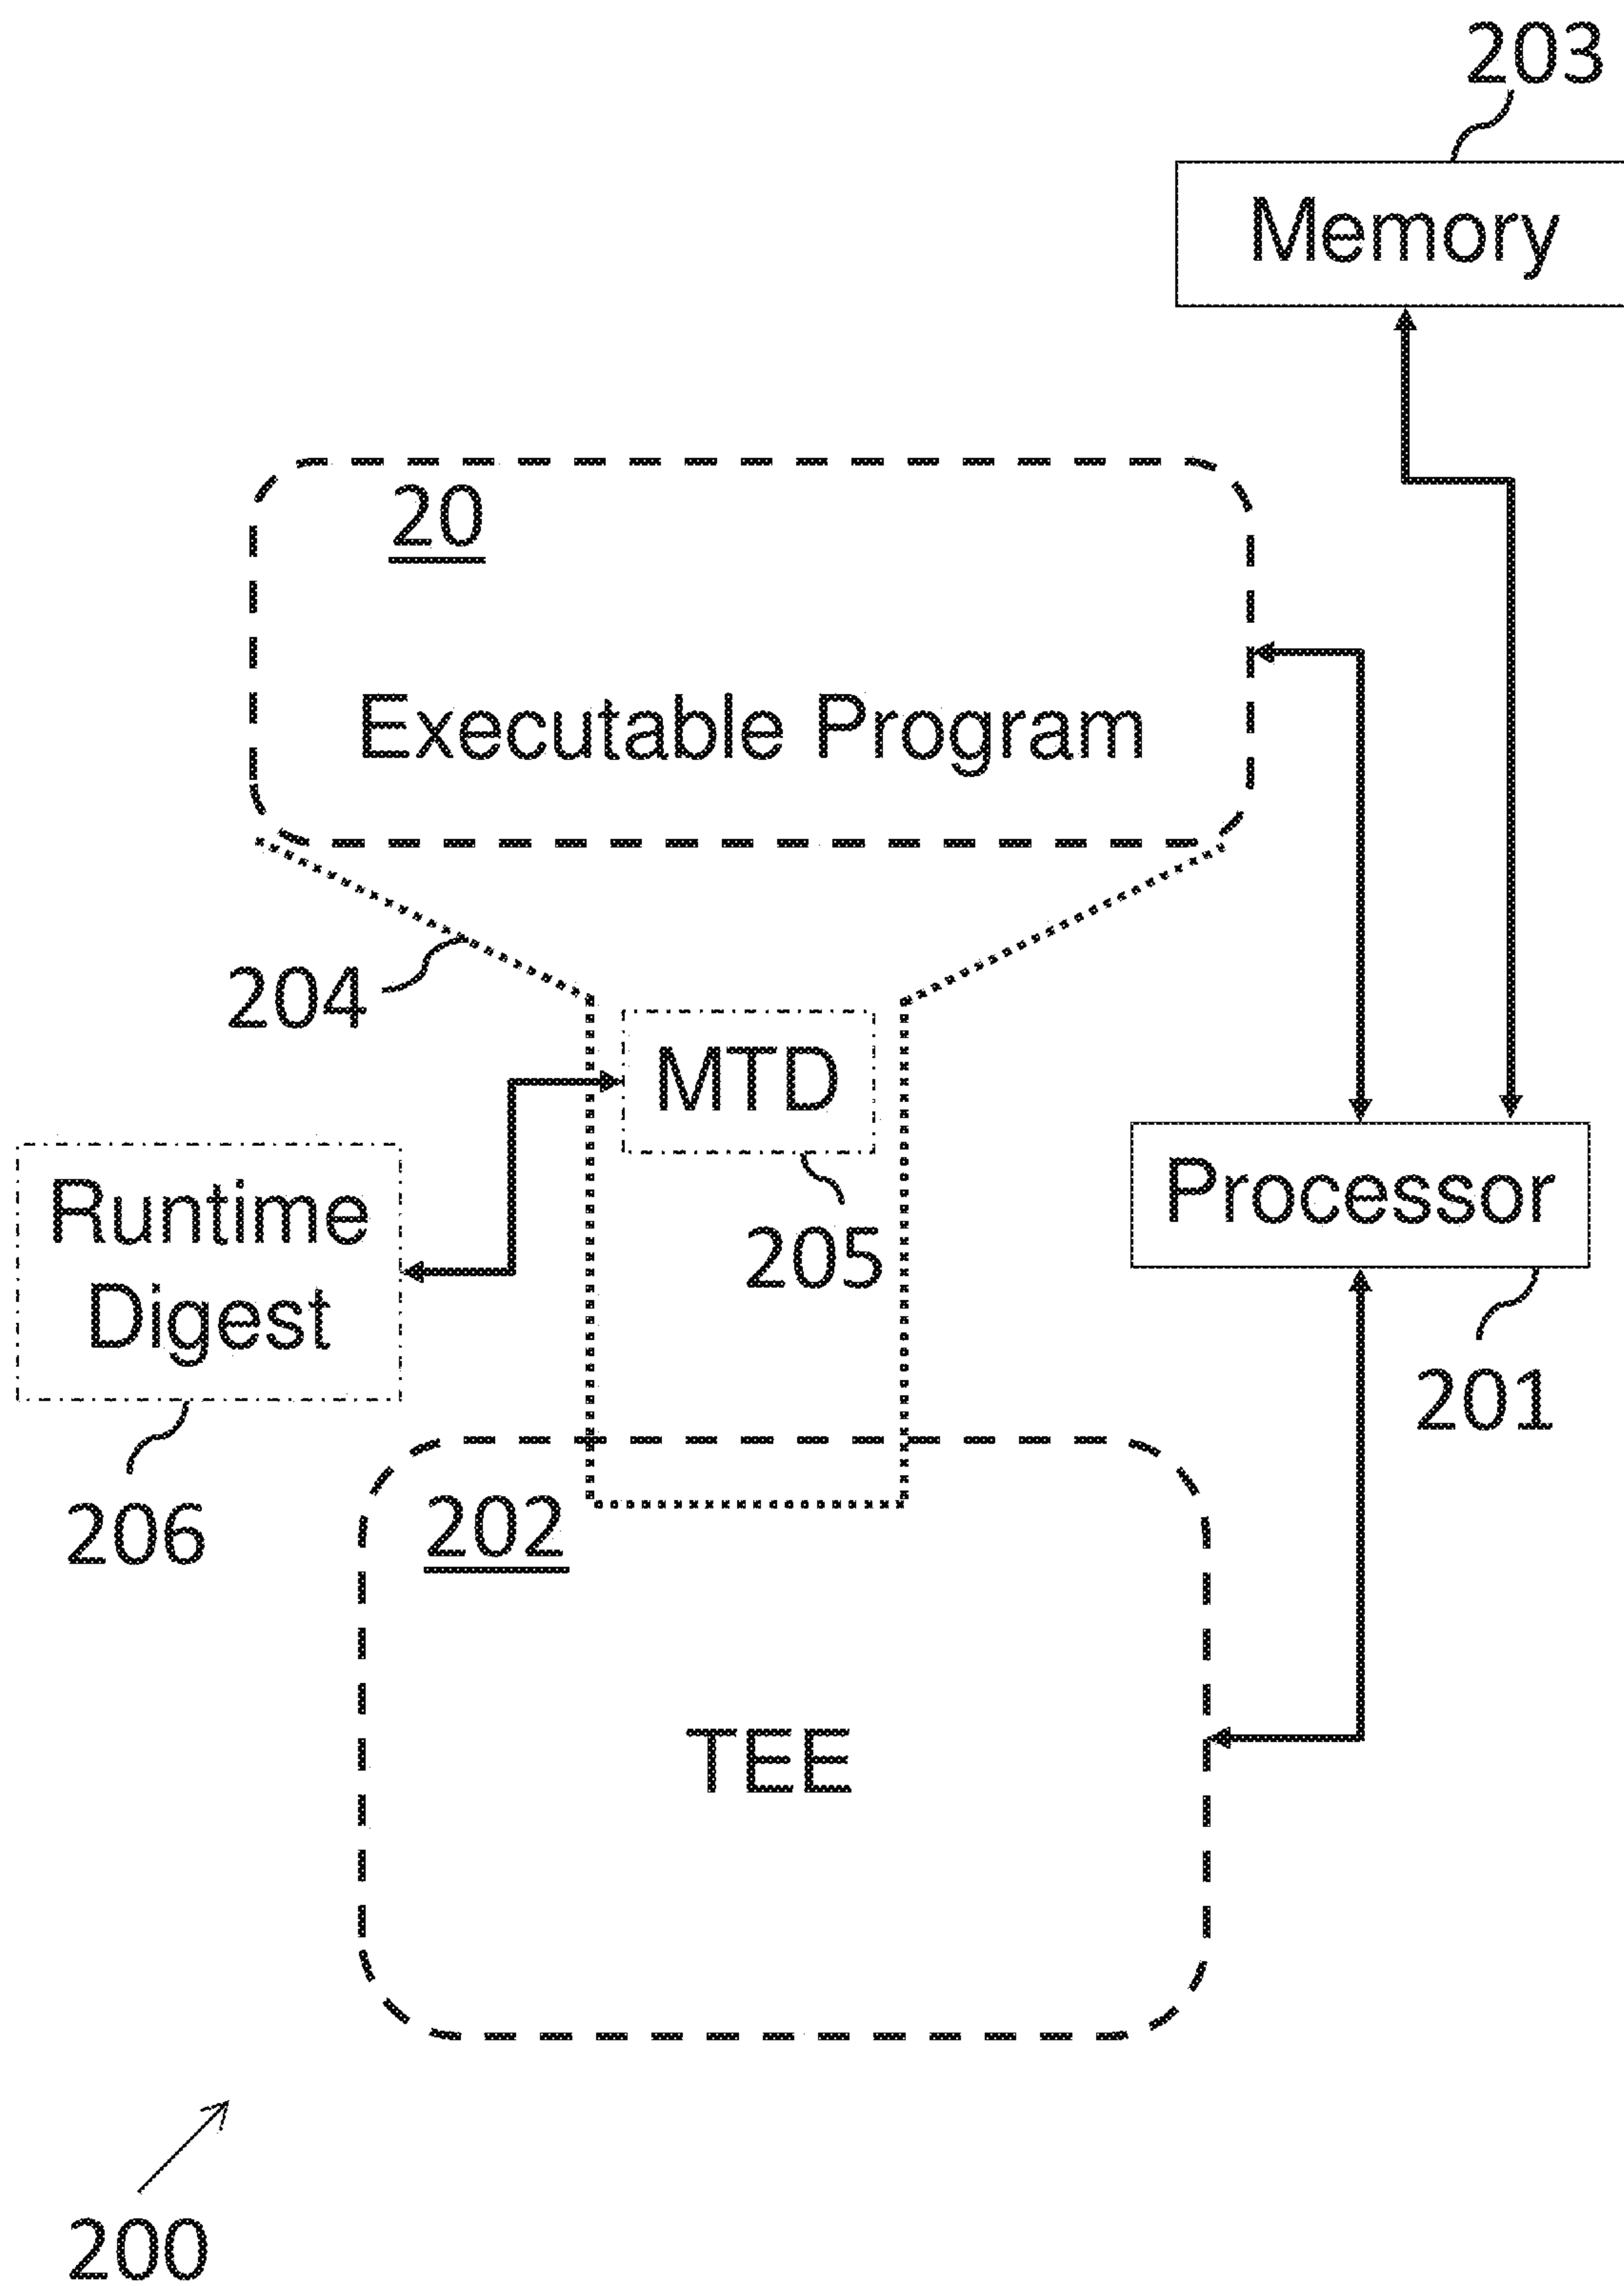 203
Memory
20
Executable Program
204
MTD
205
Runtime
Digest
206
Processor
201
202
TEE
200